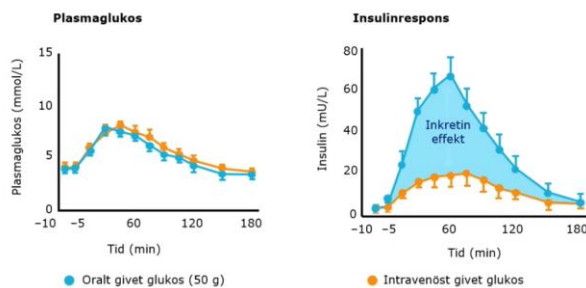 Plasmaglukos
Plasmaglukos (mmol/L)
15
10
5
0
−10 −5 60 120 180
Tid (min)
Insulinrespons
Insulin (mU/L)
80
60
40
20
0
Inkretin
effekt
−10 −5 60 120 180
Tid (min)
Oralt givet glukos (50 g)
Intravenöst givet glukos